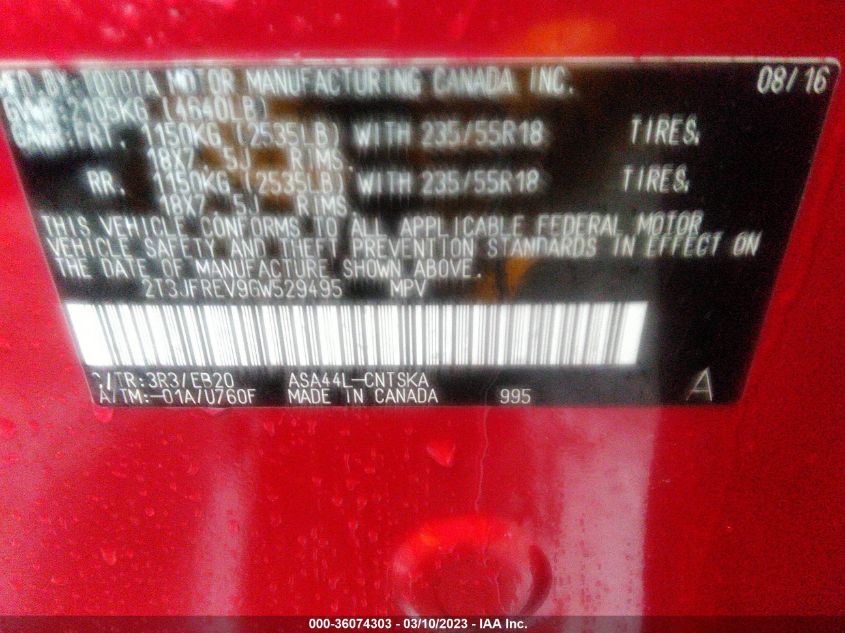 MFD BY: TOYOTA MOTOR MANUFACTURING CANADA INC. 08/16
GVWR 2105KG (4640LB)
GAWR FRT. 1150KG (2535LB) WITH 235/55R18 TIRES,
18X7.5J RIMS,
RR. 1150KG (2535LB) WITH 235/55R18 TIRES,
18X7.5J RIMS
THIS VEHICLE CONFORMS TO ALL APPLICABLE FEDERAL MOTOR
VEHICLE SAFETY AND THEFT PREVENTION STANDARDS IN EFFECT ON
THE DATE OF MANUFACTURE SHOWN ABOVE.
2T3JFREV9GW529495 MPV
C/TR: 3R3/EB20 ASA44L-CNTSKA A
A/TM:-01A/U760F MADE IN CANADA 995
000-36074303 - 03/10/2023 - IAA Inc.